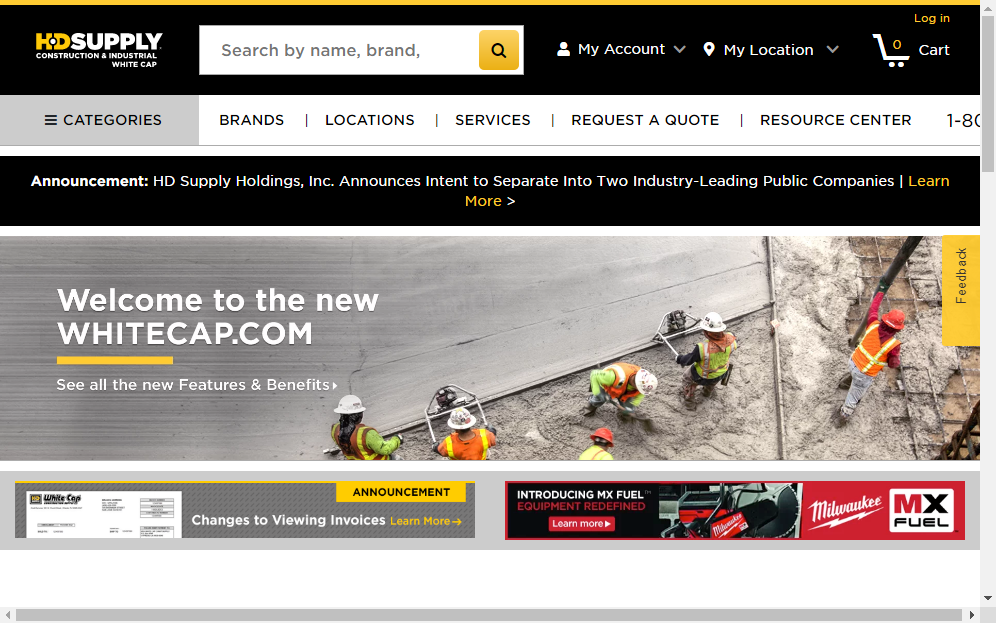 Log in
HDSUPPLY
CONSTRUCTION & INDUSTRIAL
WHITE CAP
Search by name, brand,
My Account
My Location
0
Cart
CATEGORIES
BRANDS | LOCATIONS | SERVICES | REQUEST A QUOTE | RESOURCE CENTER
1-80
Announcement: HD Supply Holdings, Inc. Announces Intent to Separate Into Two Industry-Leading Public Companies | Learn
More >
Feedback
Welcome to the new
WHITECAP.COM
See all the new Features & Benefits
White Cap
ANNOUNCEMENT
Changes to Viewing Invoices Learn More→
INTRODUCING MX FUEL™
EQUIPMENT REDEFINED
Learn more
Milwaukee
Milwaukee
MX
FUEL